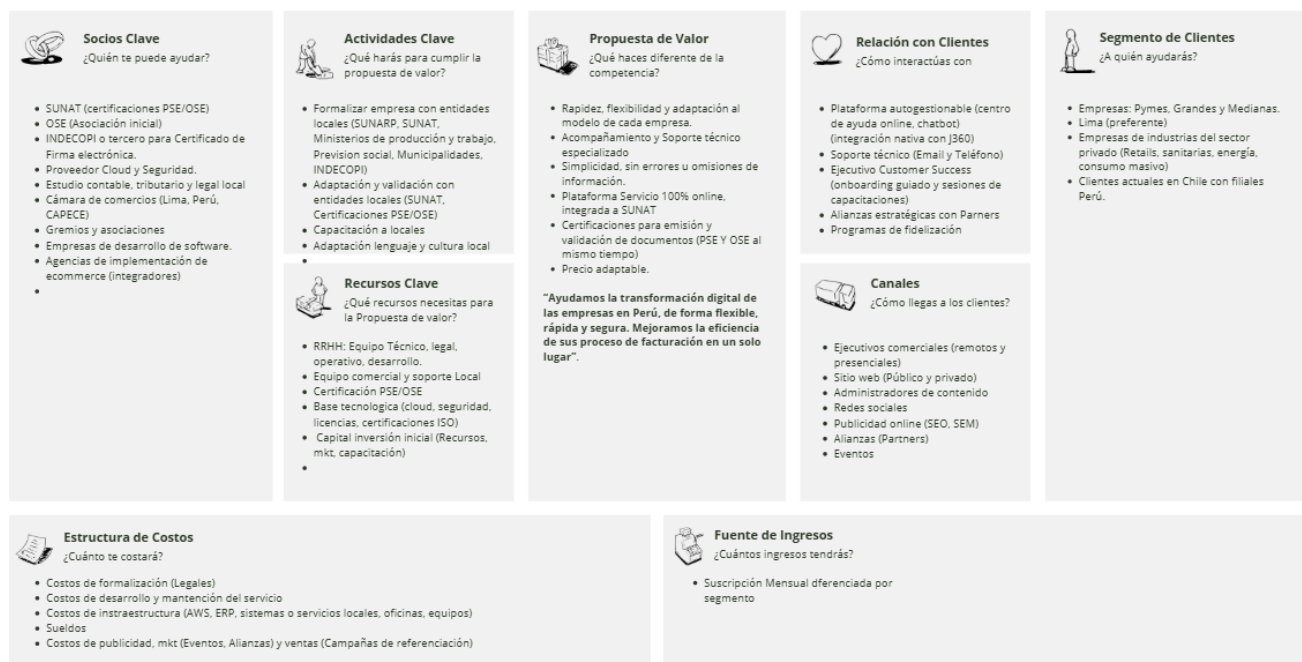 Socios Clave
¿Quién te puede ayudar?
• SUNAT (certificaciones PSE/OSE)
• OSE (Asociación inicial)
• INDECOPI o tercero para Certificado de
Firma electrónica.
• Proveedor Cloud y Seguridad.
• Estudio contable, tributario y legal local
• Cámara de comercios (Lima, Perú,
CAPECE)
• Gremios y asociaciones
• Empresas de desarrollo de software.
• Agencias de implementación de
ecommerce (integradores)
•
Actividades Clave
¿Qué harás para cumplir la
propuesta de valor?
• Formalizar empresa con entidades
locales (SUNARP, SUNAT,
Ministerios de producción y trabajo,
Prevision social, Municipalidades,
INDECOPI)
• Adaptación y validación con
entidades locales (SUNAT,
Certificaciones PSE/OSE)
• Capacitación a locales
• Adaptación lenguaje y cultura local
•
Recursos Clave
¿Qué recursos necesitas para
la Propuesta de valor?
• RRHH: Equipo Técnico, legal,
operativo, desarrollo.
• Equipo comercial y soporte Local
• Certificación PSE/OSE
• Base tecnologica (cloud, seguridad,
licencias, certificaciones ISO)
• Capital inversión inicial (Recursos,
mkt, capacitación)
•
Propuesta de Valor
¿Qué haces diferente de la
competencia?
• Rapidez, flexibilidad y adaptación al
modelo de cada empresa.
• Acompañamiento y Soporte técnico
especializado
• Simplicidad, sin errores u omisiones de
información.
• Plataforma Servicio 100% online,
integrada a SUNAT
• Certificaciones para emisión y
validación de documentos (PSE Y OSE al
mismo tiempo)
• Precio adaptable.
"Ayudamos la transformación digital de
las empresas en Perú, de forma flexible,
rápida y segura. Mejoramos la eficiencia
de sus proceso de facturación en un solo
lugar".
Relación con Clientes
¿Cómo interactúas con
• Plataforma autogestionable (centro
de ayuda online, chatbot)
(integración nativa con J360)
• Soporte técnico (Email y Teléfono)
• Ejecutivo Customer Success
(onboarding guiado y sesiones de
capacitaciones)
• Alianzas estratégicas con Parners
• Programas de fidelización
Canales
¿Cómo llegas a los clientes?
• Ejecutivos comerciales (remotos y
presenciales)
• Sitio web (Público y privado)
• Administradores de contenido
• Redes sociales
• Publicidad online (SEO, SEM)
• Alianzas (Partners)
• Eventos
Segmento de Clientes
¿A quién ayudarás?
• Empresas: Pymes, Grandes y Medianas.
• Lima (preferente)
• Empresas de industrias del sector
privado (Retails, sanitarias, energía,
consumo masivo)
• Clientes actuales en Chile con filiales
Perú.
Estructura de Costos
¿Cuánto te costará?
• Costos de formalización (Legales)
• Costos de desarrollo y mantención del servicio
• Costos de instraestructura (AWS, ERP, sistemas o servicios locales, oficinas, equipos)
• Sueldos
• Costos de publicidad, mkt (Eventos, Alianzas) y ventas (Campañas de referenciación)
Fuente de Ingresos
¿Cuántos ingresos tendrás?
• Suscripción Mensual dferenciada por
segmento